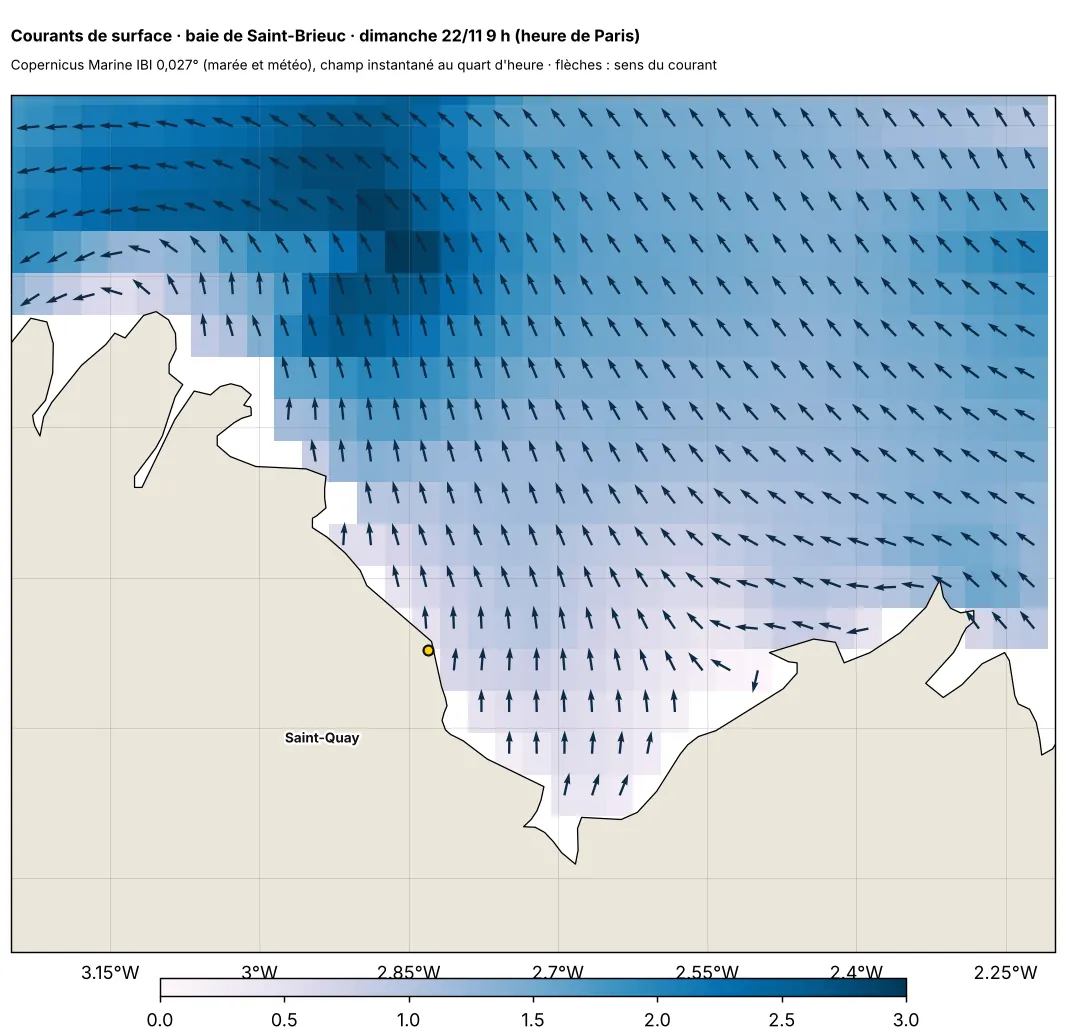 Courants de surface · baie de Saint-Brieuc · dimanche 22/11 9 h (heure de Paris)
Copernicus Marine IBI 0,027° (marée et météo), champ instantané au quart d'heure · flèches : sens du courant
Saint-Quay
3.15°W 3°W 2.85°W 2.7°W 2.55°W 2.4°W 2.25°W
0.0 0.5 1.0 1.5 2.0 2.5 3.0